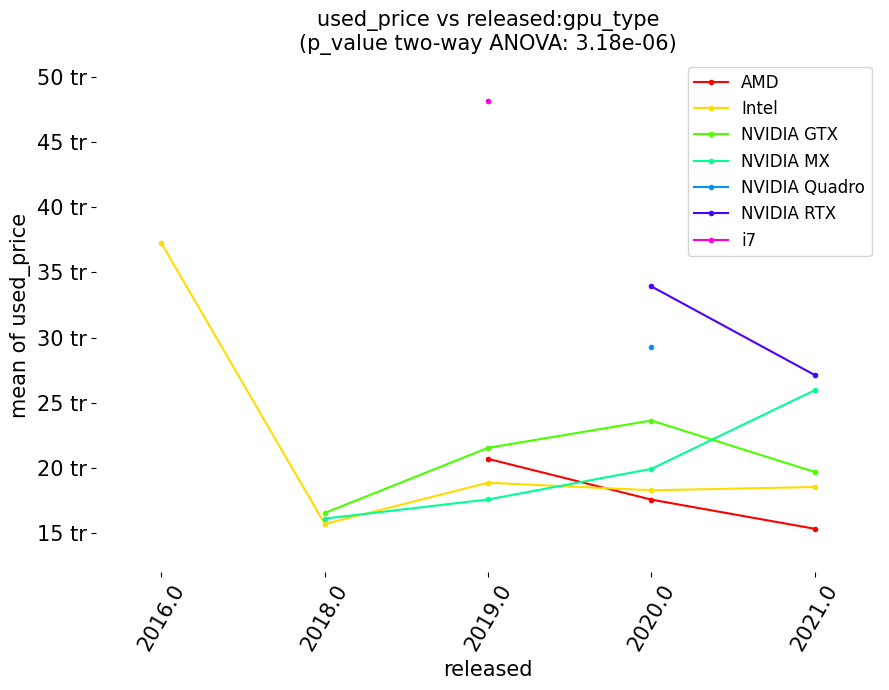 used_price vs released:gpu_type
(p_value two-way ANOVA: 3.18e-06)
50 tr
45 tr
40 tr
35 tr
30 tr
25 tr
20 tr
15 tr
mean of used_price
AMD
Intel
NVIDIA GTX
NVIDIA MX
NVIDIA Quadro
NVIDIA RTX
i7
2016.0
2018.0
2019.0
2020.0
2021.0
released